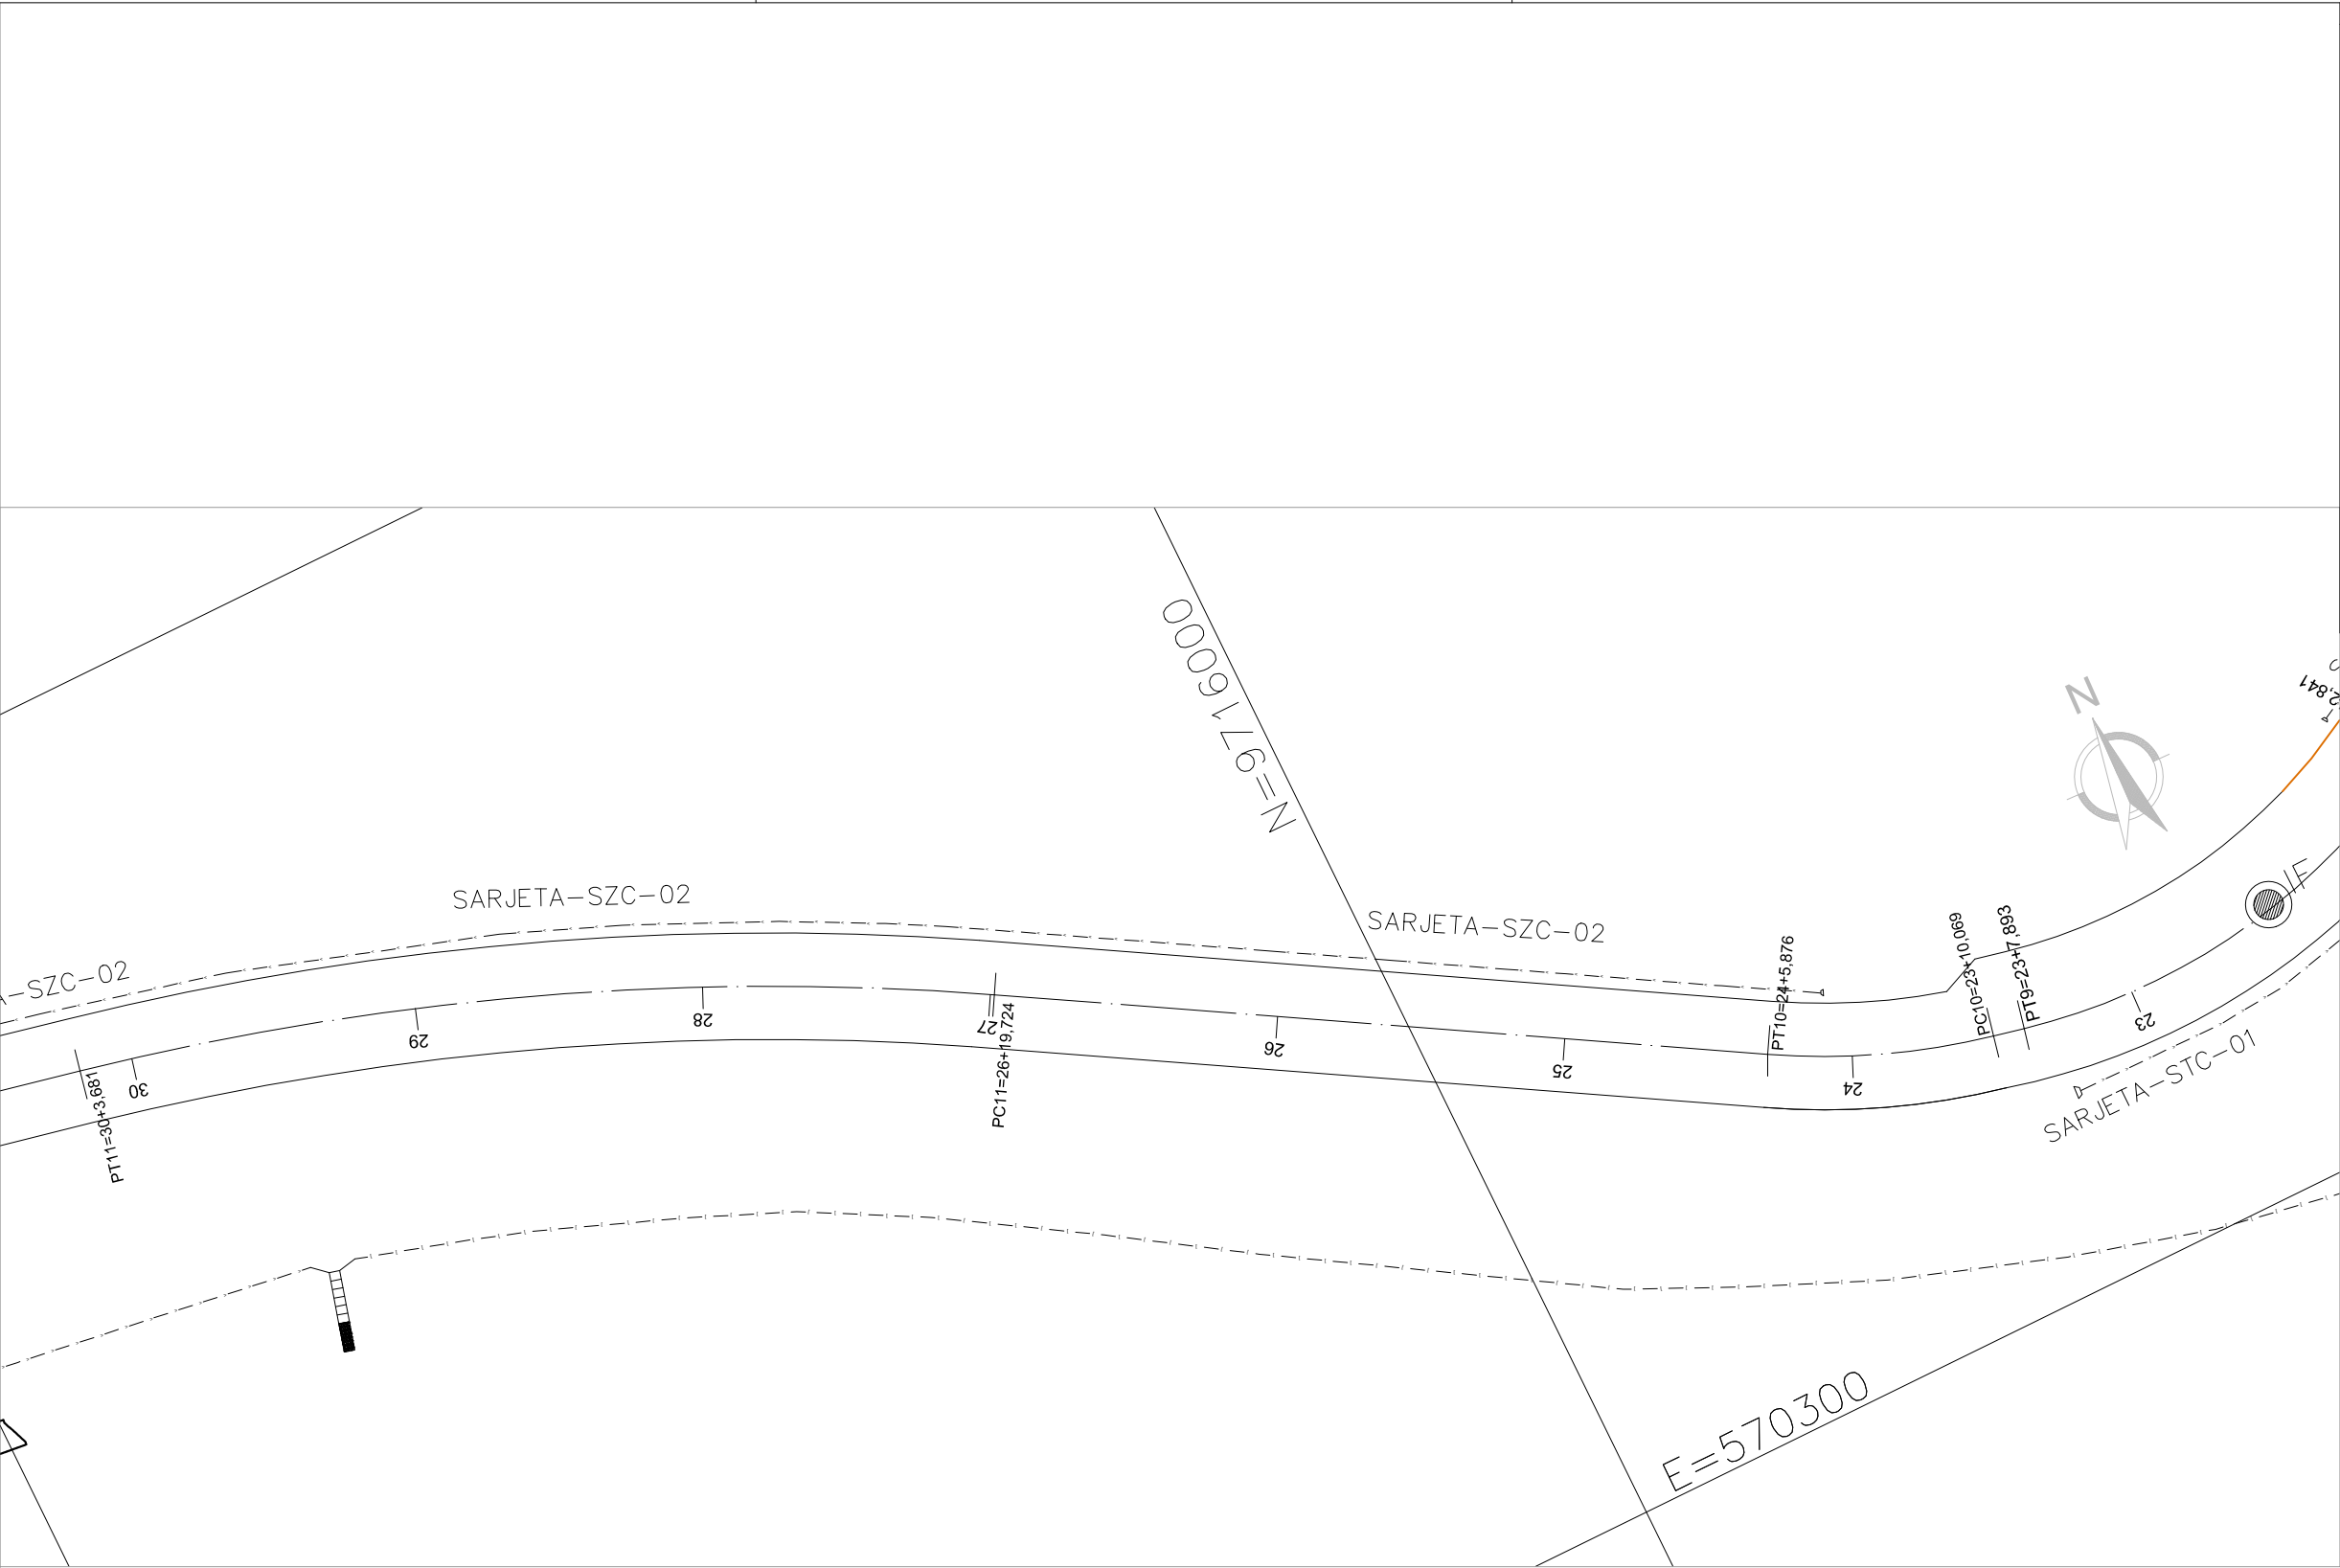 N=9716000
N
2,841
SARJETA-SZC-02
SARJETA-SZC-02
-SZC-02
IF
PT11=30+3,681
30
29
28
27
PC11=26+19,724
26
25
PT10=24+5,876
24
PC10=23+10,069
PT9=23+7,893
23
SARJETA-STC-01
E=570300